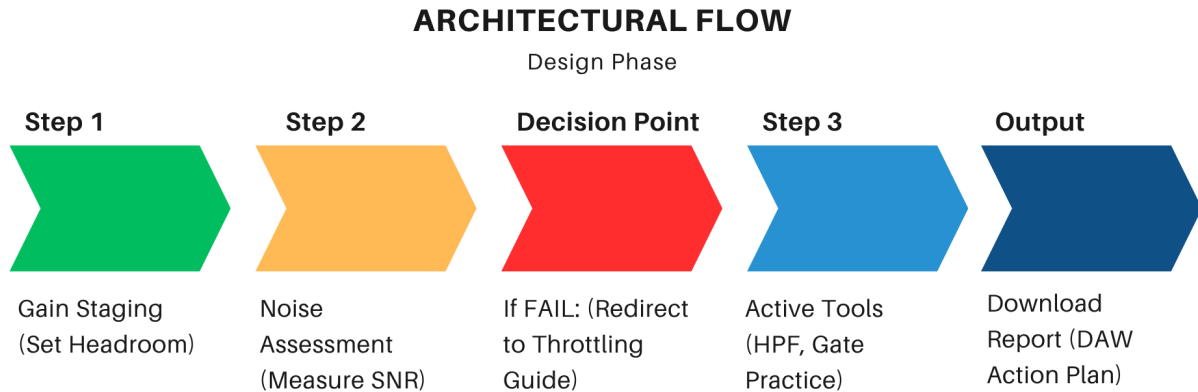 ARCHITECTURAL FLOW
Design Phase
Step 1
Step 2
Decision Point
Step 3
Output
Gain Staging
(Set Headroom)
Noise
Assessment
(Measure SNR)
If FAIL: (Redirect
to Throttling
Guide)
Active Tools
(HPF, Gate
Practice)
Download
Report (DAW
Action Plan)